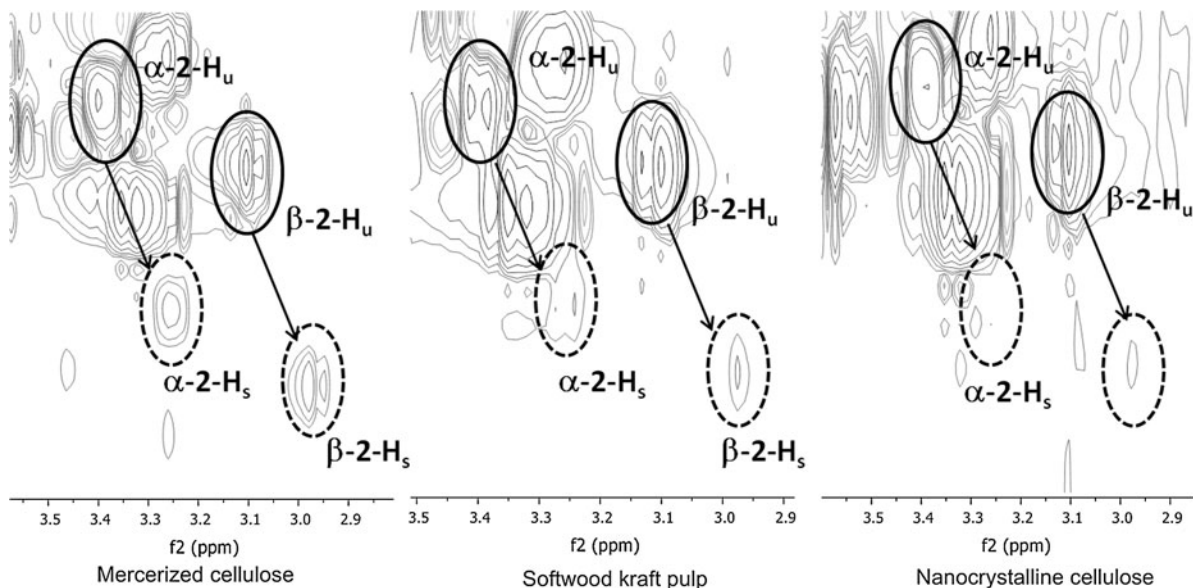 α-2-Hu
β-2-Hu
α-2-Hs
β-2-Hs
3.5 3.4 3.3 3.2 3.1 3.0 2.9
f2 (ppm)
Mercerized cellulose
α-2-Hu
β-2-Hu
α-2-Hs
β-2-Hs
3.5 3.4 3.3 3.2 3.1 3.0 2.9
f2 (ppm)
Softwood kraft pulp
α-2-Hu
β-2-Hu
α-2-Hs
3.5 3.4 3.3 3.2 3.1 3.0 2.9
f2 (ppm)
Nanocrystalline cellulose